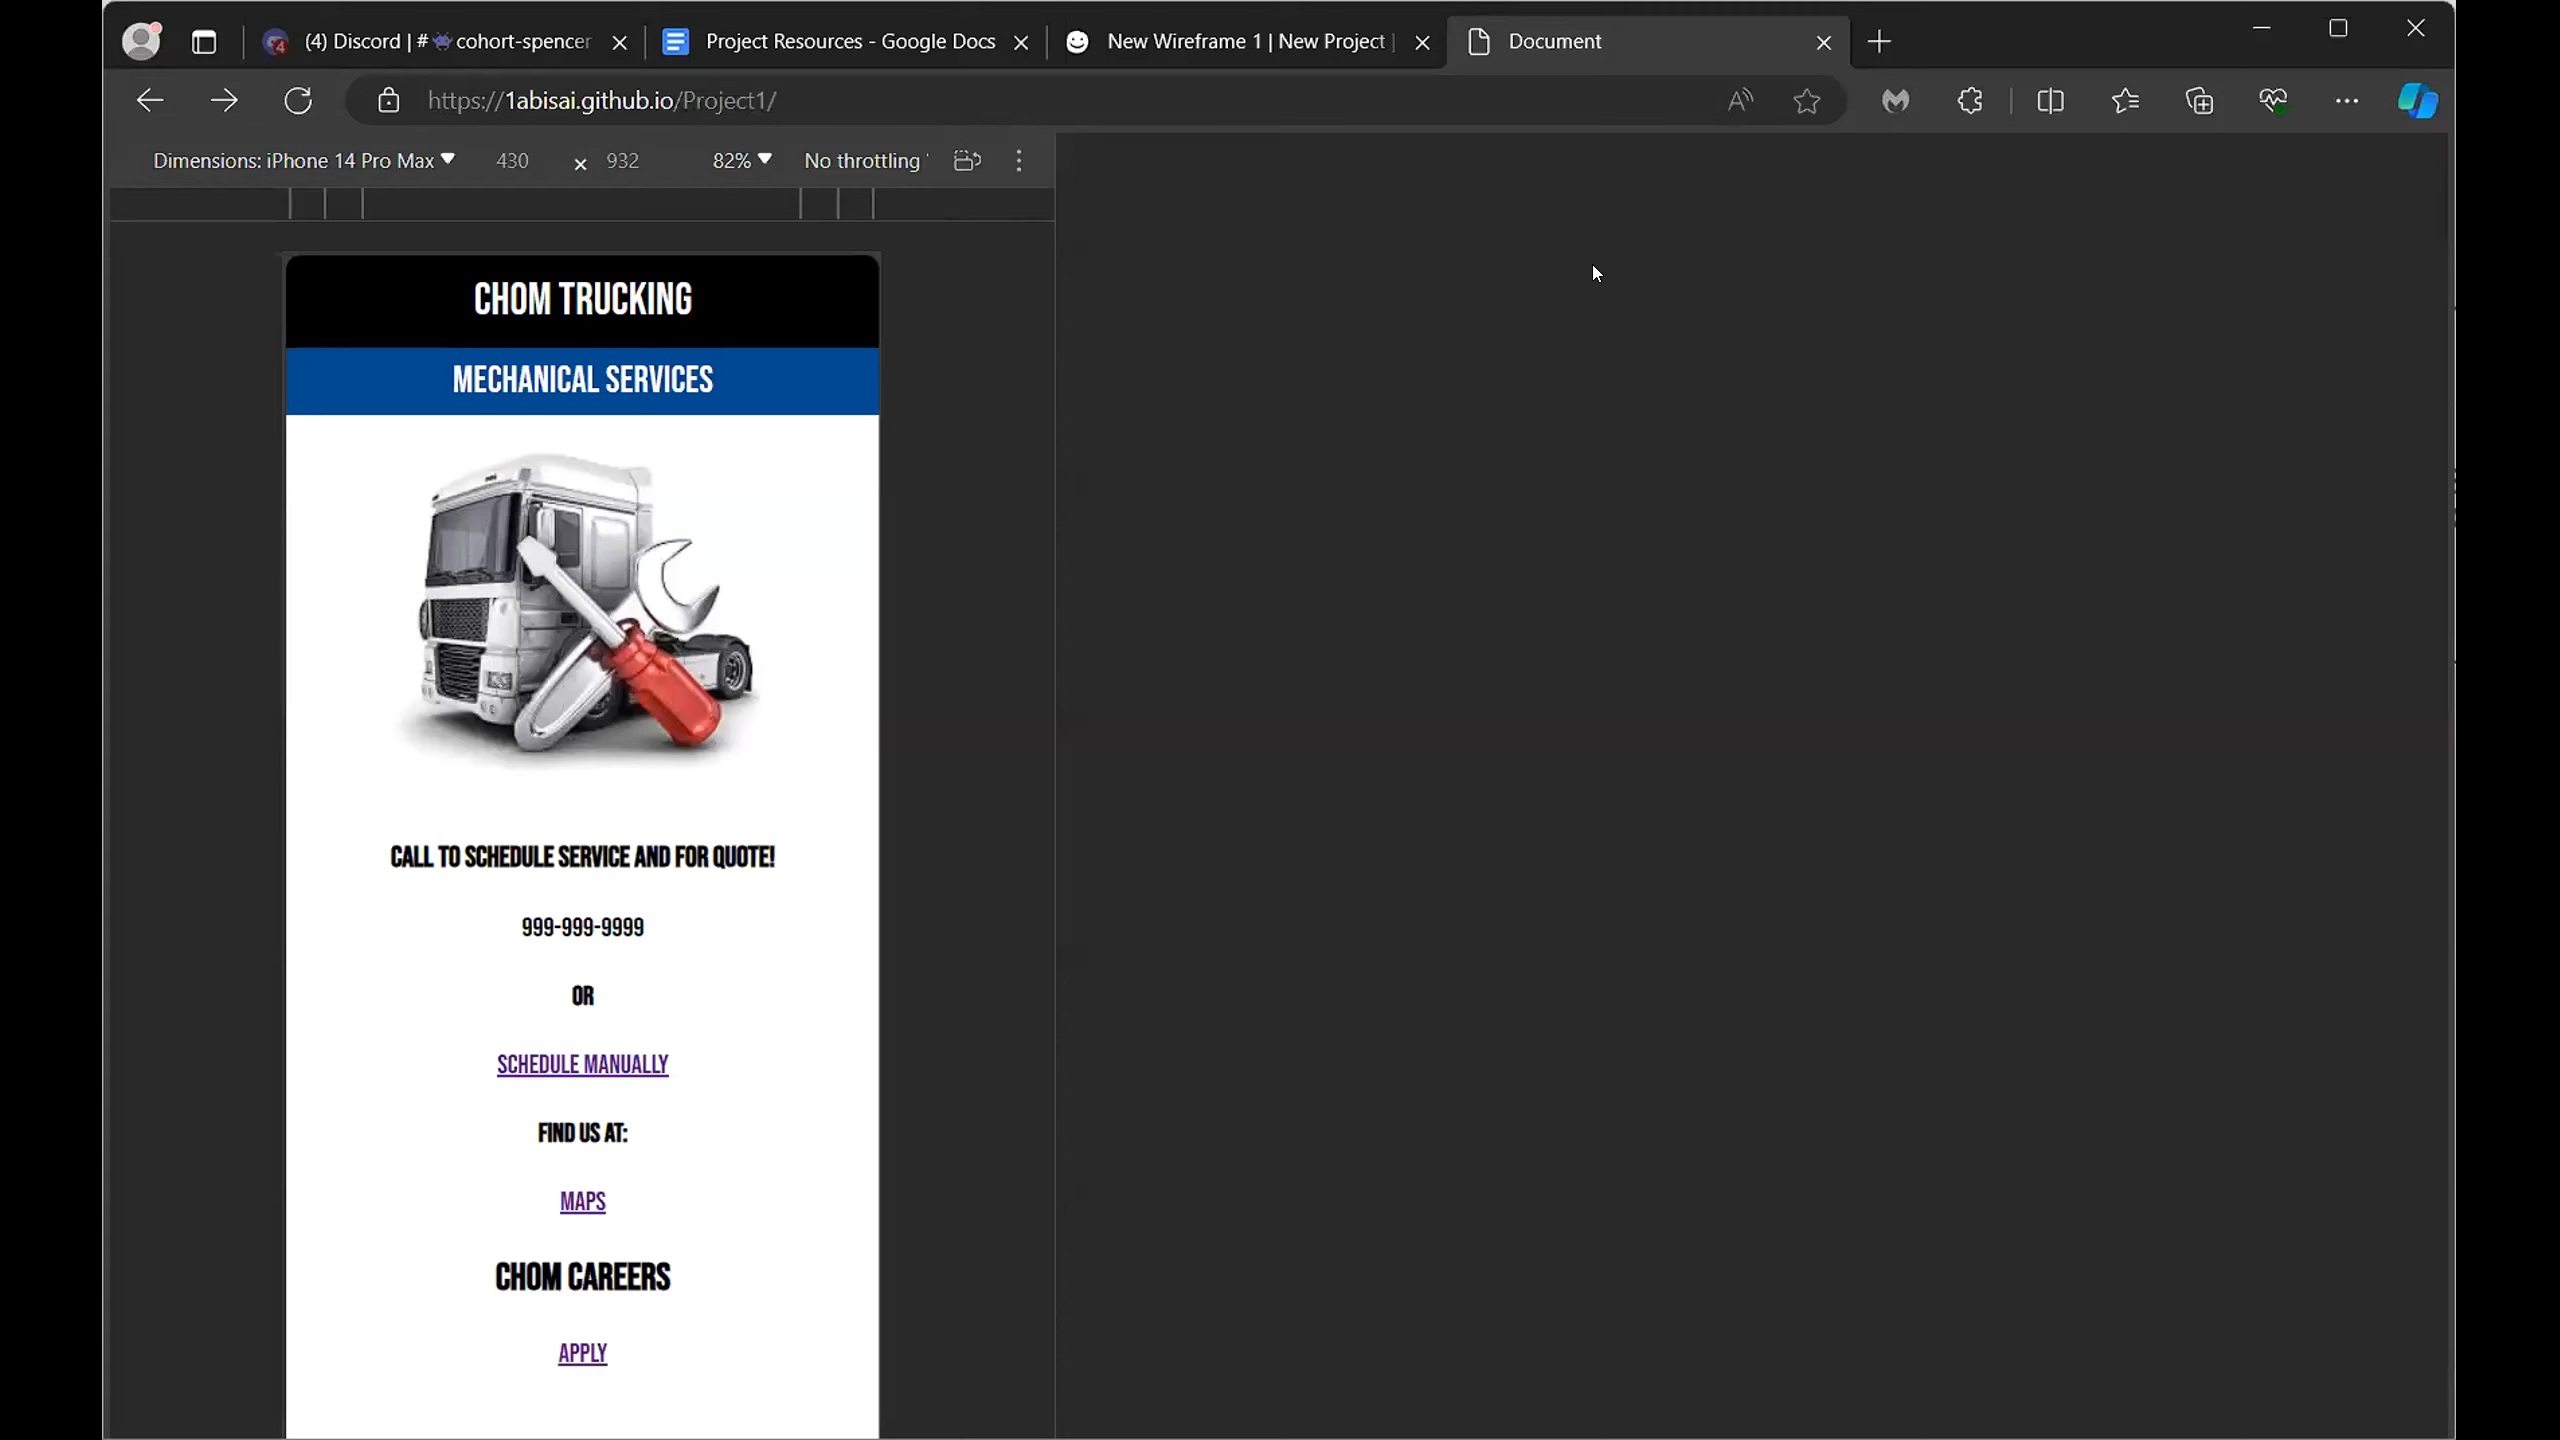 (4) Discord | # cohort-spencer
Project Resources - Google Docs
New Wireframe 1 | New Project |
Document
https://1abisai.github.io/Project1/
Dimensions: iPhone 14 Pro Max 430 x 932 82% No throttling
CHOM TRUCKING
MECHANICAL SERVICES
CALL TO SCHEDULE SERVICE AND FOR QUOTE!
999-999-9999
OR
SCHEDULE MANUALLY
FIND US AT:
MAPS
CHOM CAREERS
APPLY